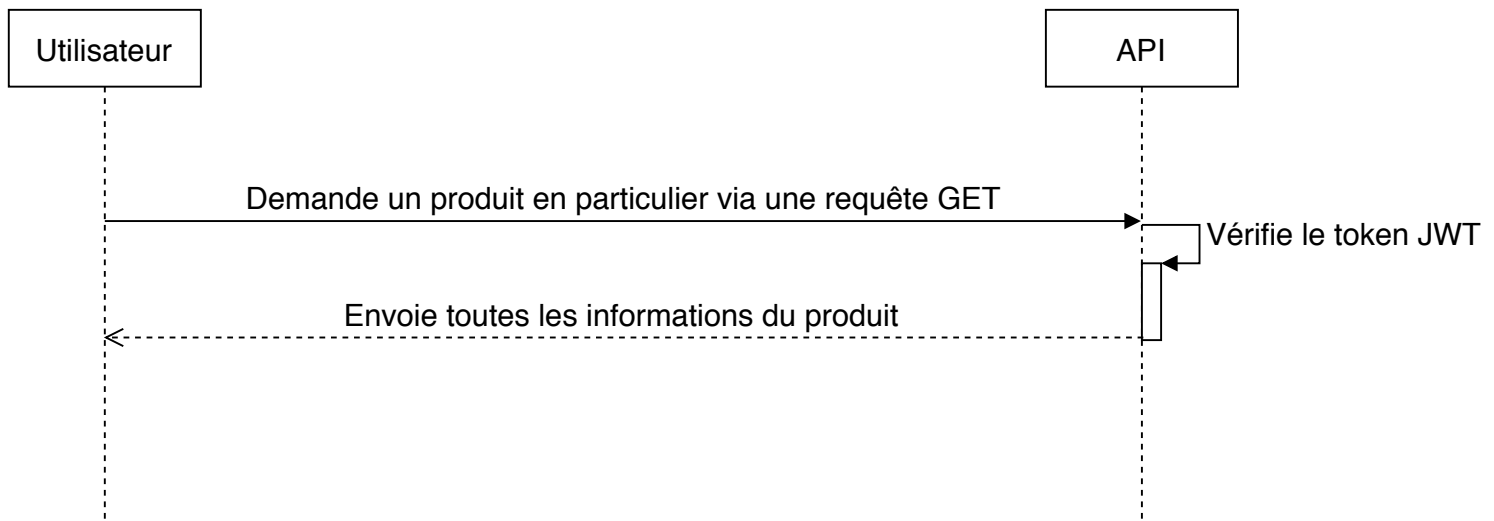 Utilisateur
API
Demande un produit en particulier via une requête GET
Vérifie le token JWT
Envoie toutes les informations du produit